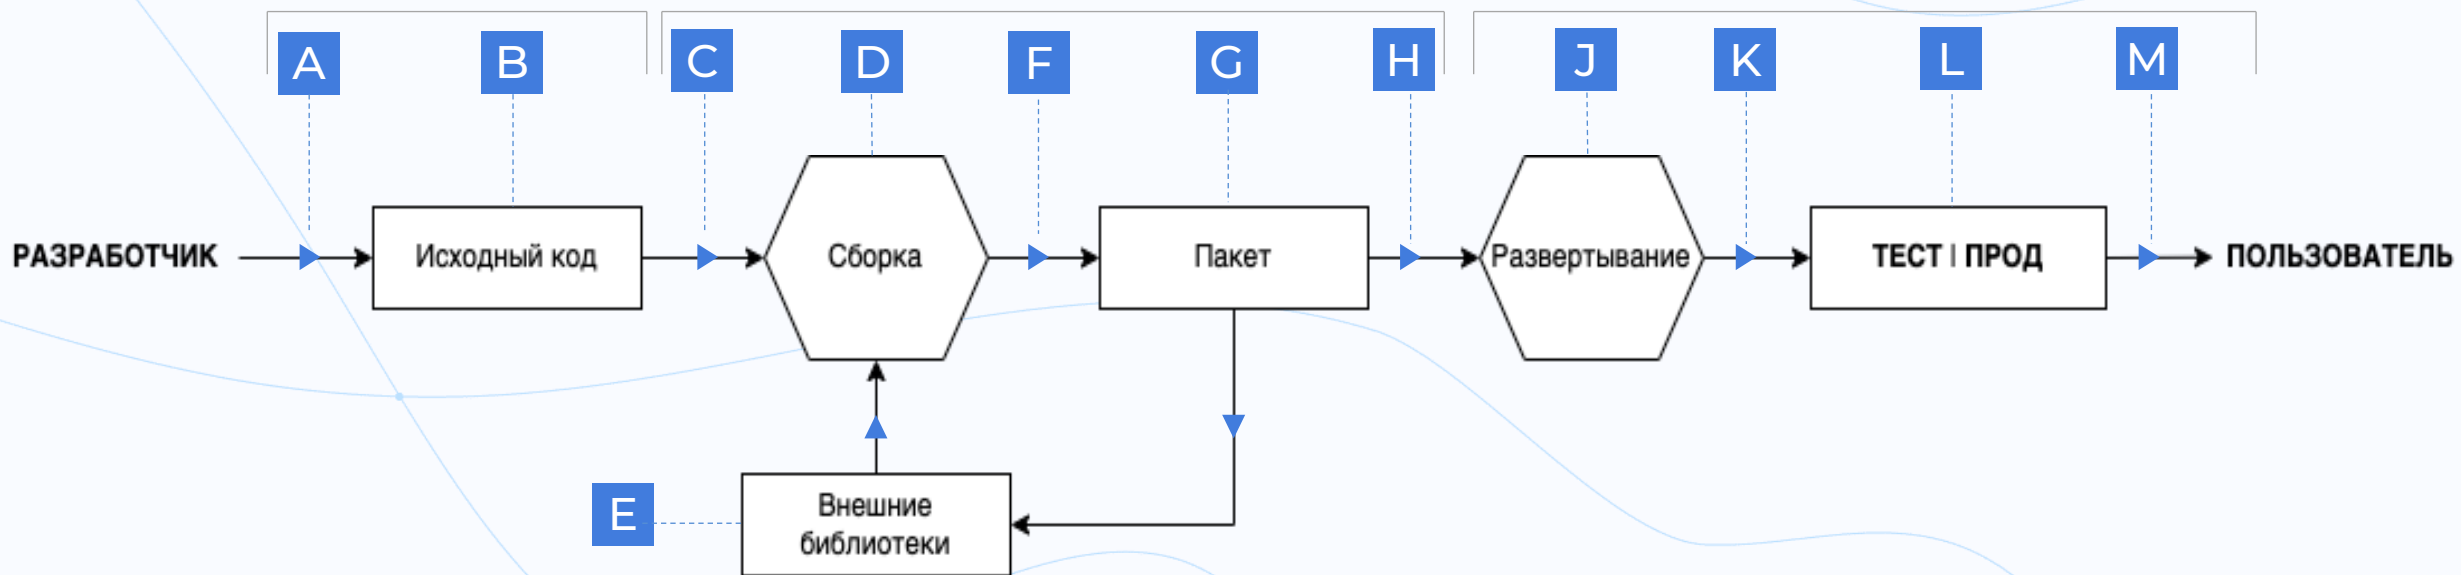 A
B
C
D
F
G
H
J
K
L
M
РАЗРАБОТЧИК
Исходный код
Сборка
Пакет
Развертывание
ТЕСТ | ПРОД
ПОЛЬЗОВАТЕЛЬ
E
Внешние
библиотеки